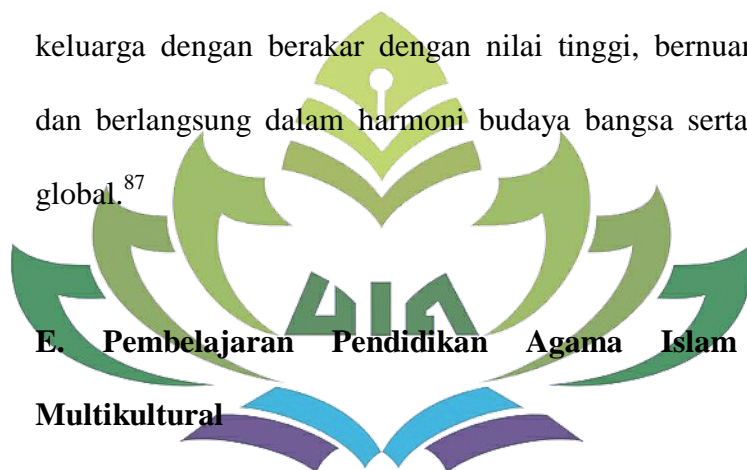 keluarga dengan berakar dengan nilai tinggi, bernuan
dan berlangsung dalam harmoni budaya bangsa serta
global.⁸⁷
UIN
E. Pembelajaran Pendidikan Agama Islam
Multikultural